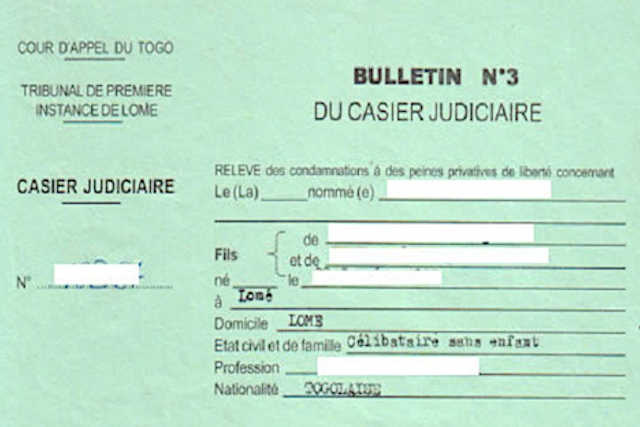 COUR D'APPEL DU TOGO
TRIBUNAL DE PREMIERE
INSTANCE DE LOME
CASIER JUDICIAIRE
N°
BULLETIN N°3
DU CASIER JUDICIAIRE
RELEVE des condamnations à des peines privatives de liberté concernant
Le (La) nommé (e)
Fils
de
et de
né le
à Lomé
Domicile LOME
Etat civil et de famille Célibataire sans enfant
Profession
Nationalité TOGOLAISE